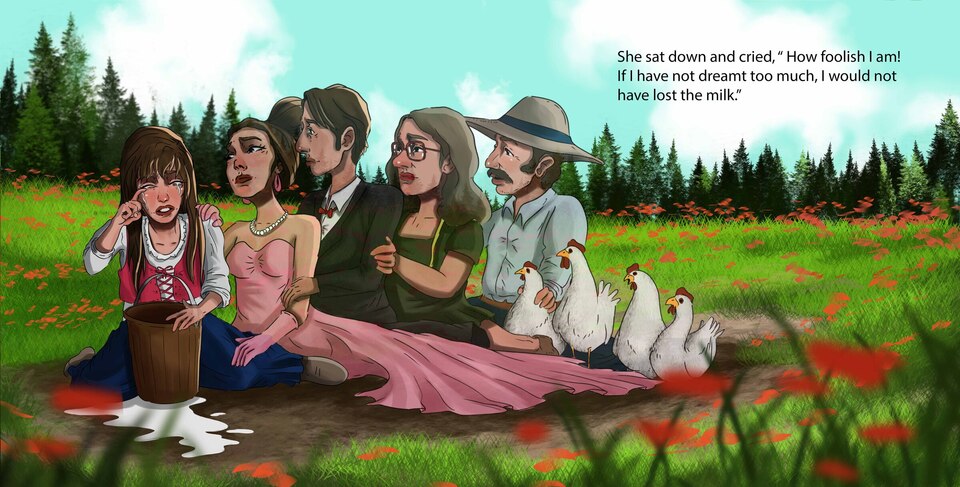 She sat down and cried, “ How foolish I am!
If I have not dreamt too much, I would not
have lost the milk.”